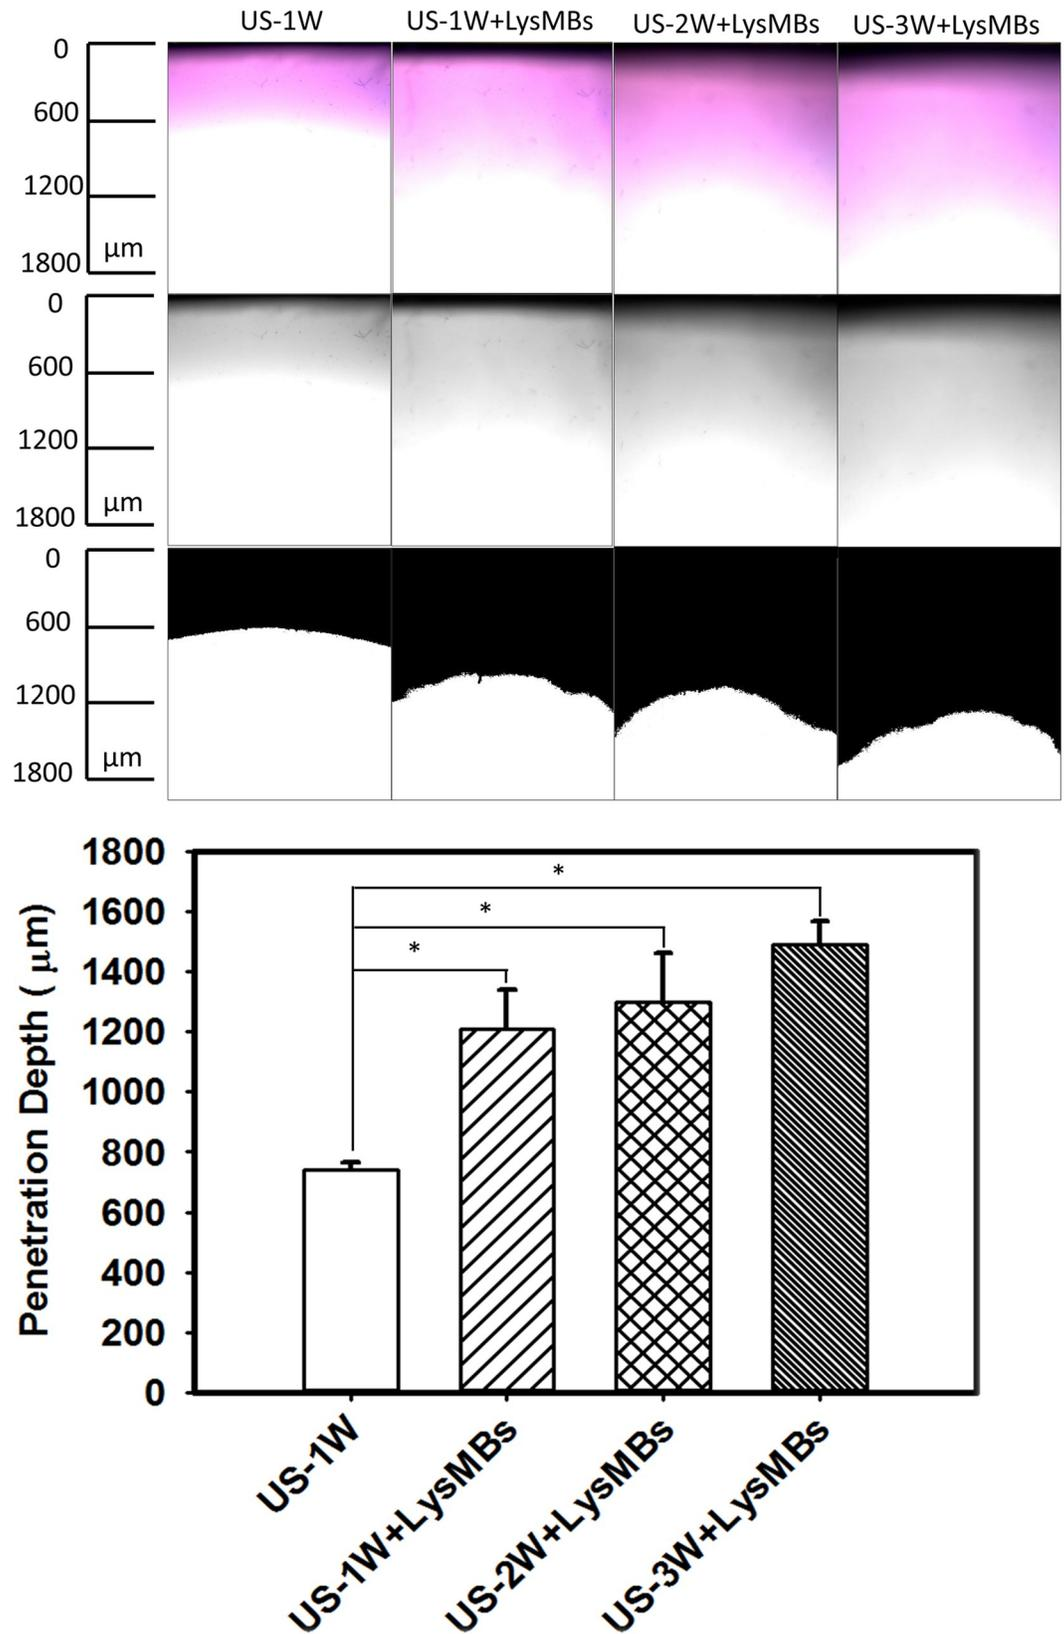 US-1W US-1W+LysMBs US-2W+LysMBs US-3W+LysMBs
0
600
1200
µm
1800
0
600
1200
µm
1800
0
600
1200
µm
1800
1800
1600
1400
1200
1000
800
600
400
200
0
Penetration Depth ( µm)
*
*
*
US-1W
US-1W+LysMBs
US-2W+LysMBs
US-3W+LysMBs